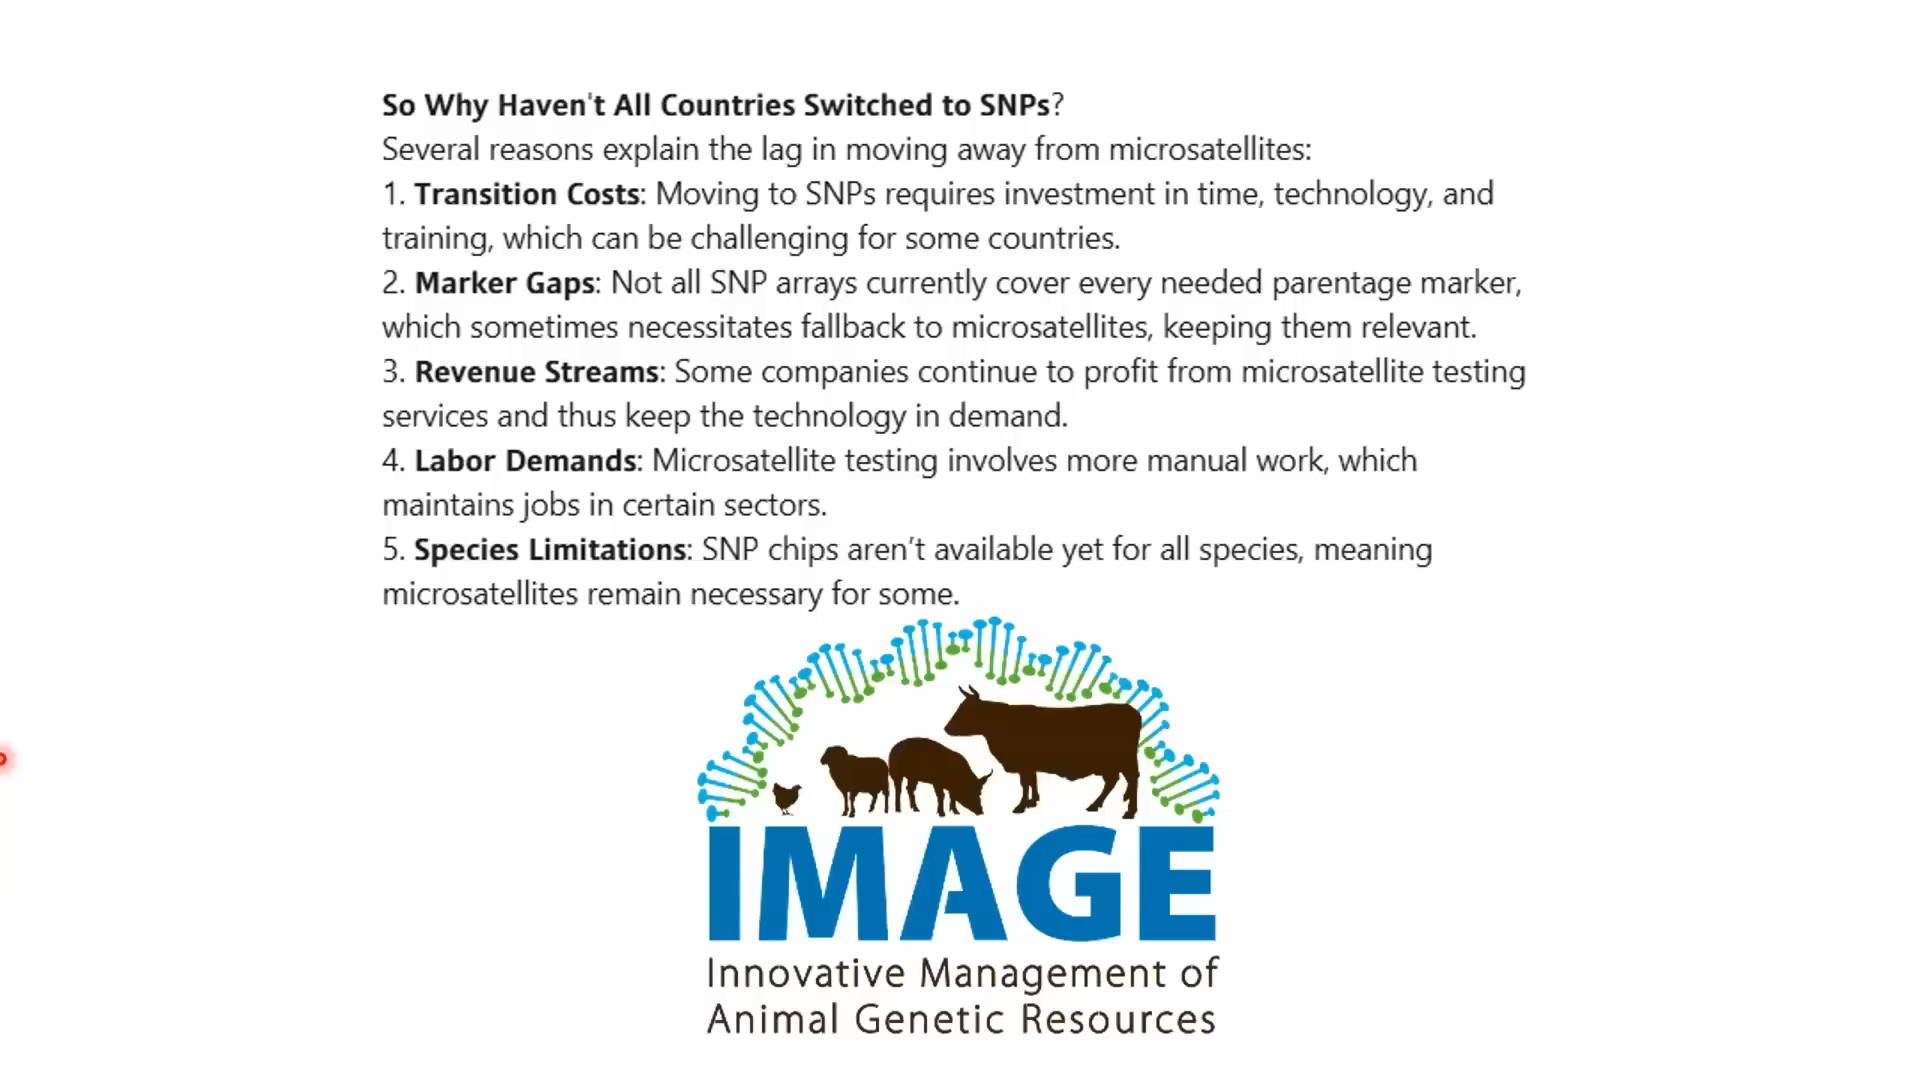 So Why Haven't All Countries Switched to SNPs?
Several reasons explain the lag in moving away from microsatellites:
1. Transition Costs: Moving to SNPs requires investment in time, technology, and
training, which can be challenging for some countries.
2. Marker Gaps: Not all SNP arrays currently cover every needed parentage marker,
which sometimes necessitates fallback to microsatellites, keeping them relevant.
3. Revenue Streams: Some companies continue to profit from microsatellite testing
services and thus keep the technology in demand.
4. Labor Demands: Microsatellite testing involves more manual work, which
maintains jobs in certain sectors.
5. Species Limitations: SNP chips aren’t available yet for all species, meaning
microsatellites remain necessary for some.
IMAGE
Innovative Management of
Animal Genetic Resources